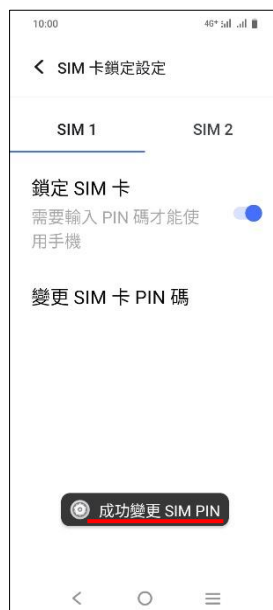 10:00
4G+
SIM 卡鎖定設定
SIM 1
SIM 2
鎖定 SIM 卡
需要輸入 PIN 碼才能使
用手機
變更 SIM 卡 PIN 碼
成功變更 SIM PIN